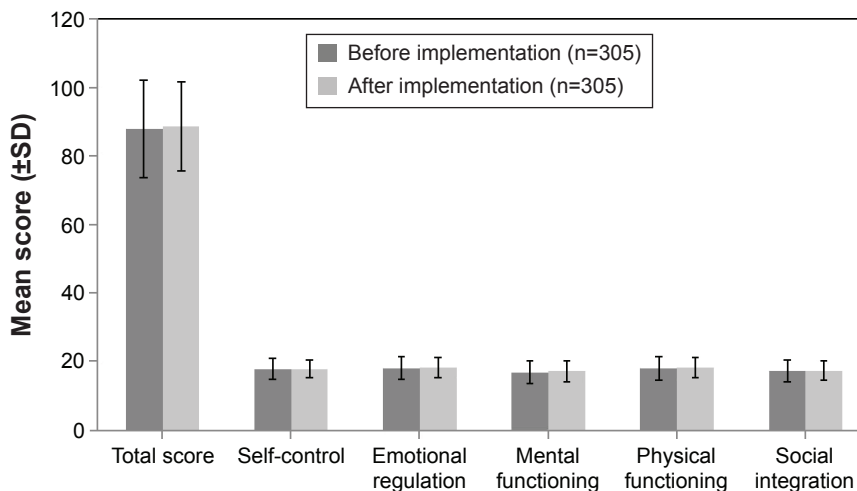 120
100
80
60
40
20
0
Mean score (±SD)
Before implementation (n=305)
After implementation (n=305)
Total score
Self-control
Emotional
regulation
Mental
functioning
Physical
functioning
Social
integration